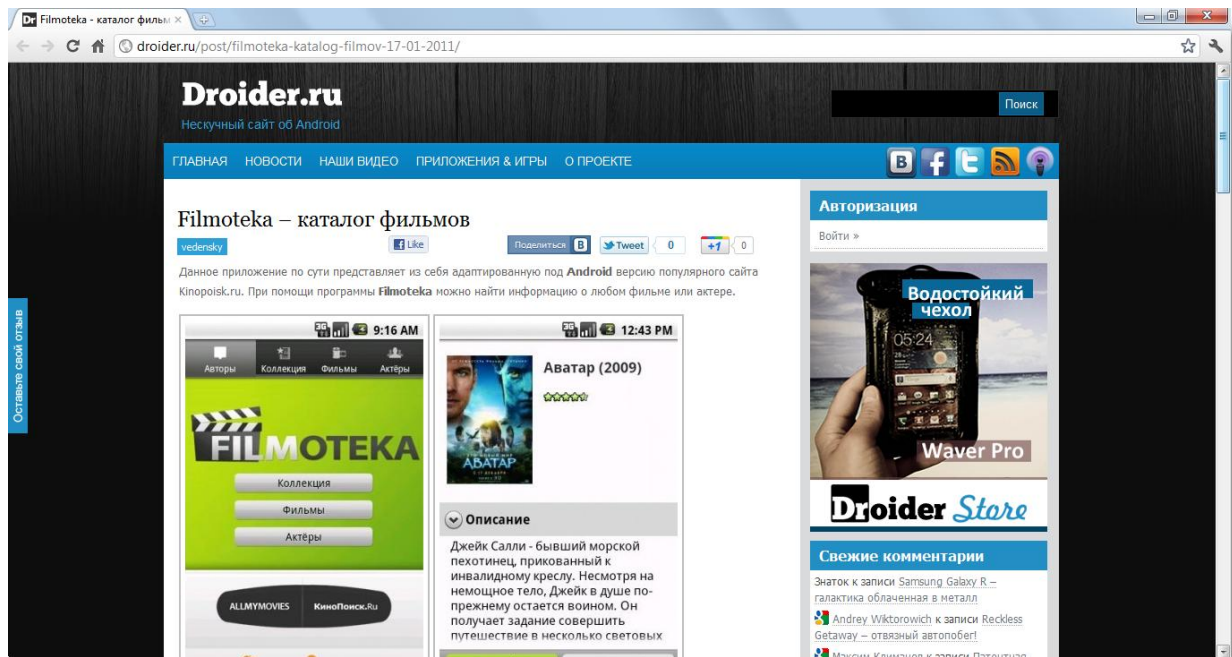 Filmoteka - каталог фильм
droider.ru/post/filmoteka-katalog-filmov-17-01-2011/
Droider.ru
Нескучный сайт об Android
Поиск
ГЛАВНАЯ НОВОСТИ НАШИ ВИДЕО ПРИЛОЖЕНИЯ & ИГРЫ О ПРОЕКТЕ
Filmoteka – каталог фильмов
vedensky
Like
Поделиться В
Tweet 0
+1 0
Данное приложение по сути представляет из себя адаптированную под Android версию популярного сайта
Kinopoisk.ru. При помощи программы Filmoteka можно найти информацию о любом фильме или актере.
Оставьте свой отзыв
3G 9:16 AM
Авторы Коллекция Фильмы Актёры
FILMOTEKA
Коллекция
Фильмы
Актёры
ALLMYMOVIES КиноПоиск.Ru
3G 12:43 PM
Аватар (2009)
АВАТАР
Описание
Джейк Салли - бывший морской
пехотинец, прикованный к
инвалидному креслу. Несмотря на
немощное тело, Джейк в душе по-
прежнему остается воином. Он
получает задание совершить
путешествие в несколько световых
Авторизация
Войти »
Водостойкий
чехол
05:24
Waver Pro
Droider Store
Свежие комментарии
Знаток к записи Samsung Galaxy R –
галактика облаченная в металл
Andrey Wiktorowich к записи Reckless
Getaway – отвязный автопобег!
Максим Климанов к записи Патентная